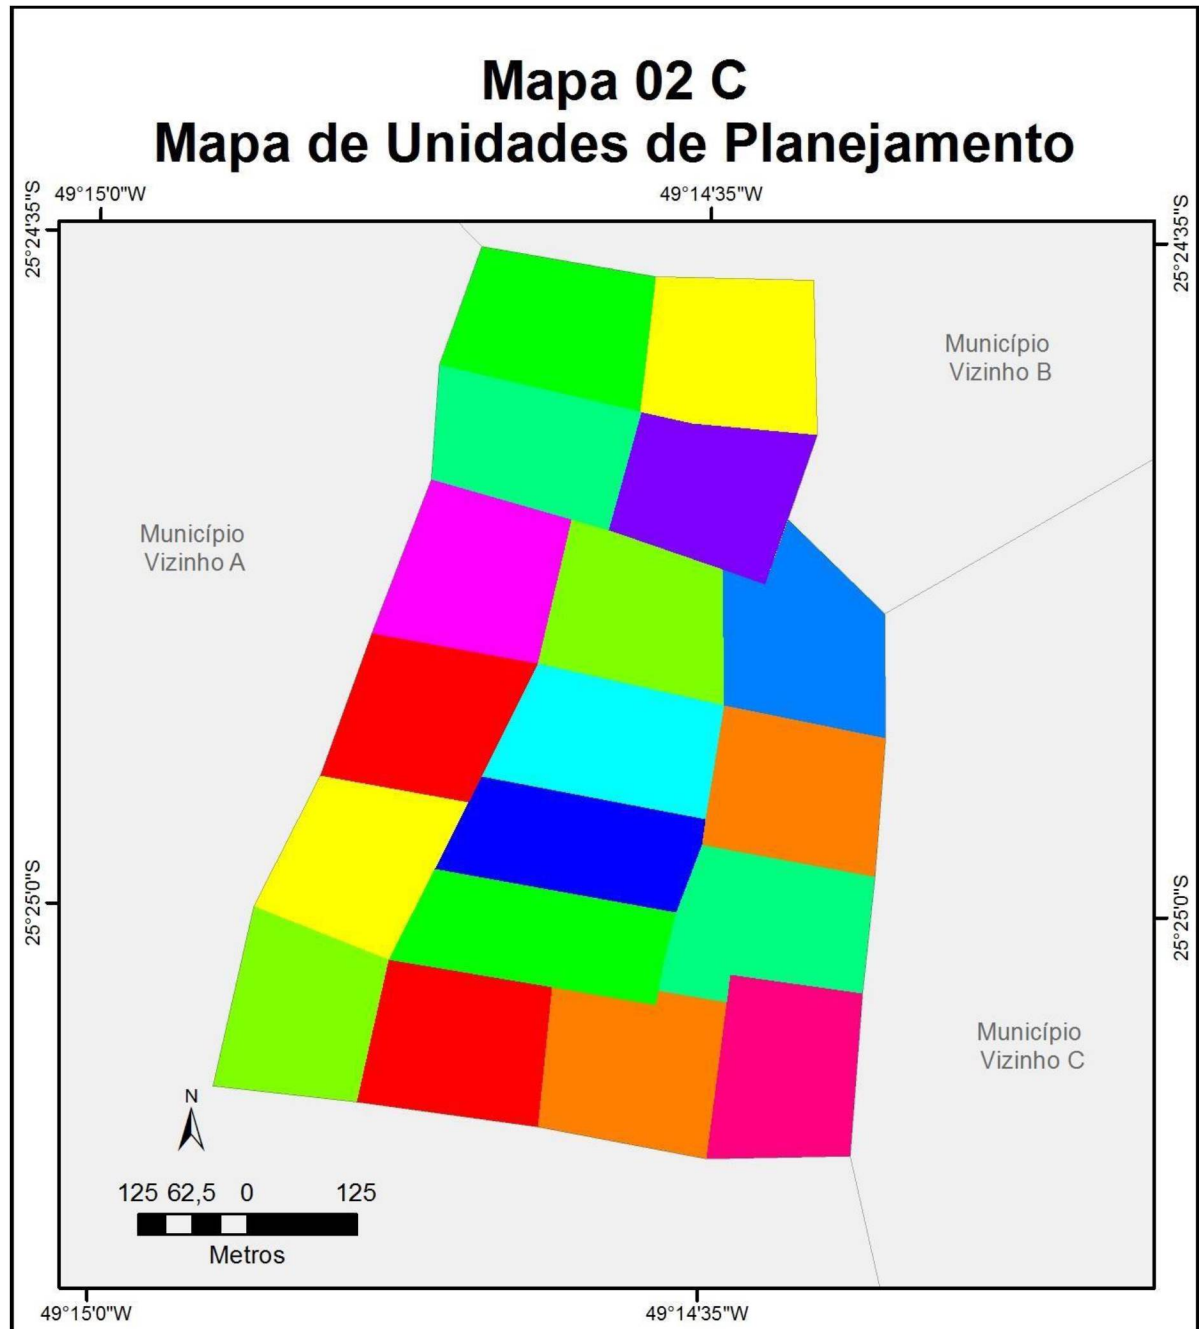 Mapa 02 C
Mapa de Unidades de Planejamento
49°15'0"W 49°14'35"W
25°24'35"S 25°24'35"S
Município
Vizinho B
Município
Vizinho A
25°25'0"S 25°25'0"S
Município
Vizinho C
N
125 62,5 0 125
Metros
49°15'0"W 49°14'35"W